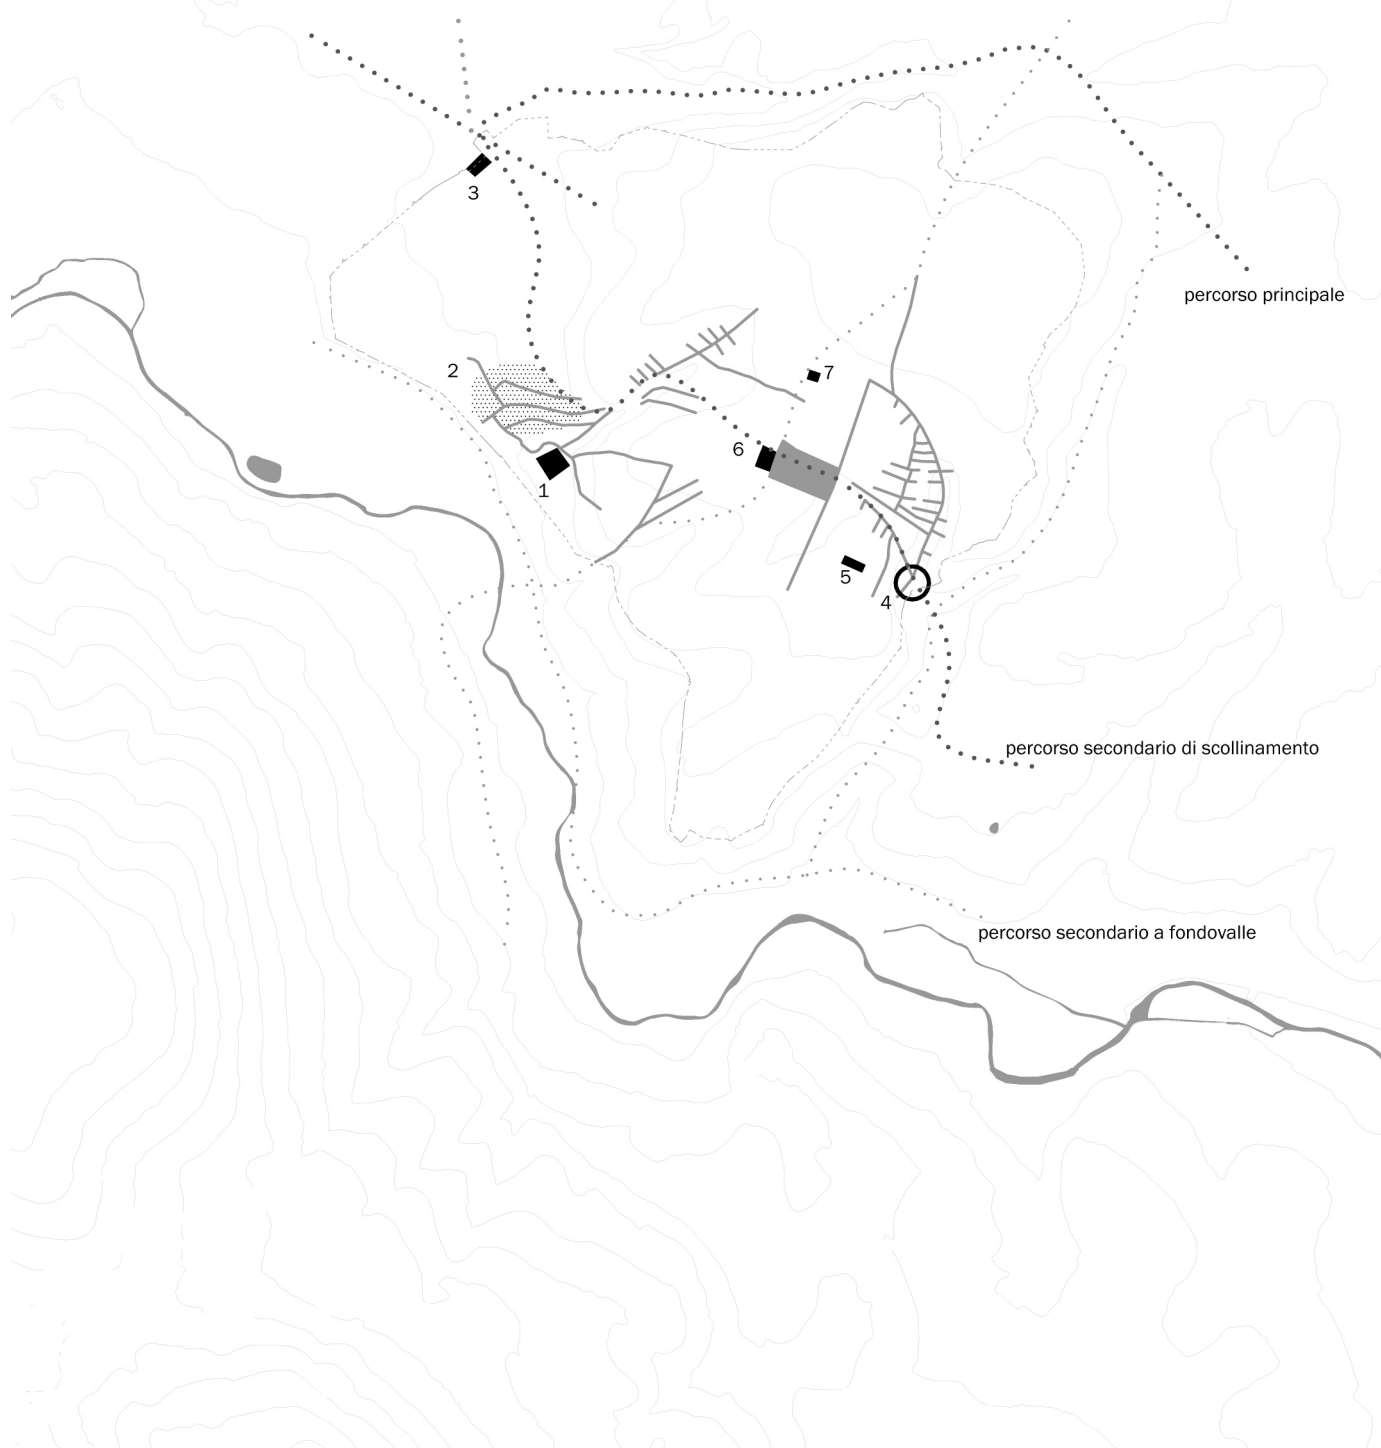 3
percorso principale
2
7
6
1
5
4
percorso secondario di scollinamento
percorso secondario a fondovalle